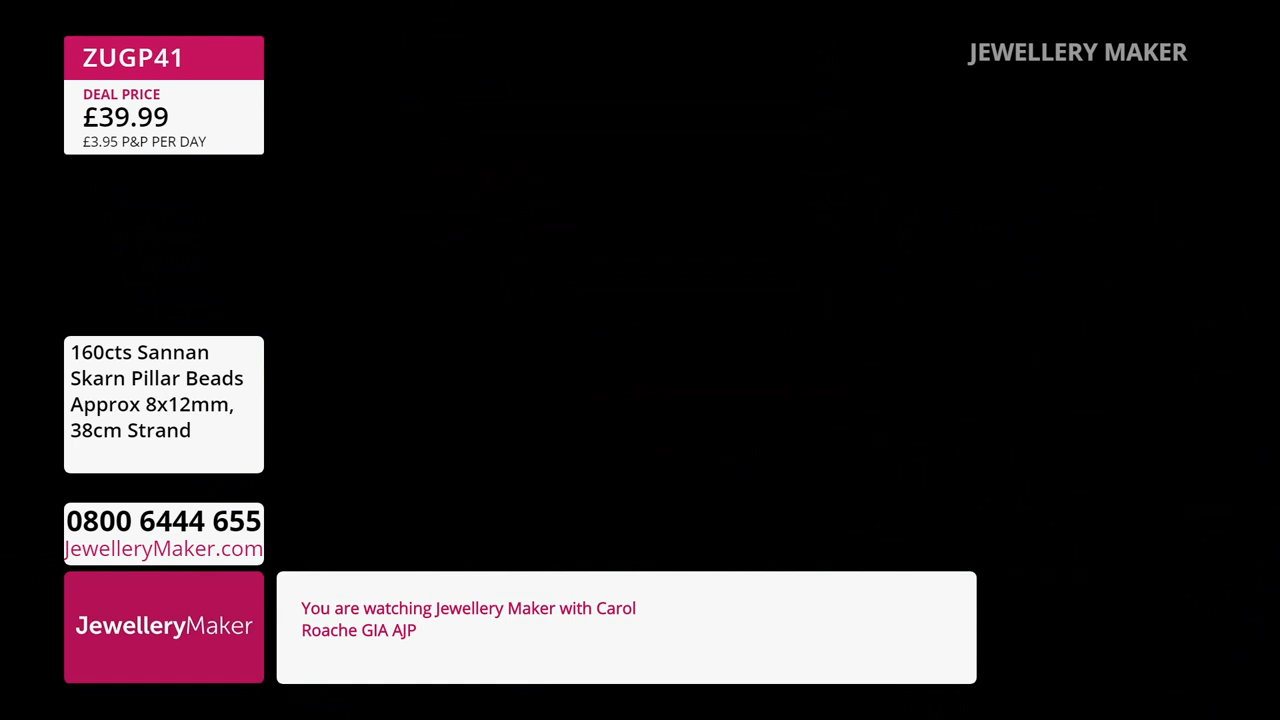 ZUGP41
DEAL PRICE
£39.99
£3.95 P&P PER DAY
JEWELLERY MAKER
160cts Sannan
Skarn Pillar Beads
Approx 8x12mm,
38cm Strand
0800 6444 655
JewelleryMaker.com
JewelleryMaker
You are watching Jewellery Maker with Carol
Roache GIA AJP